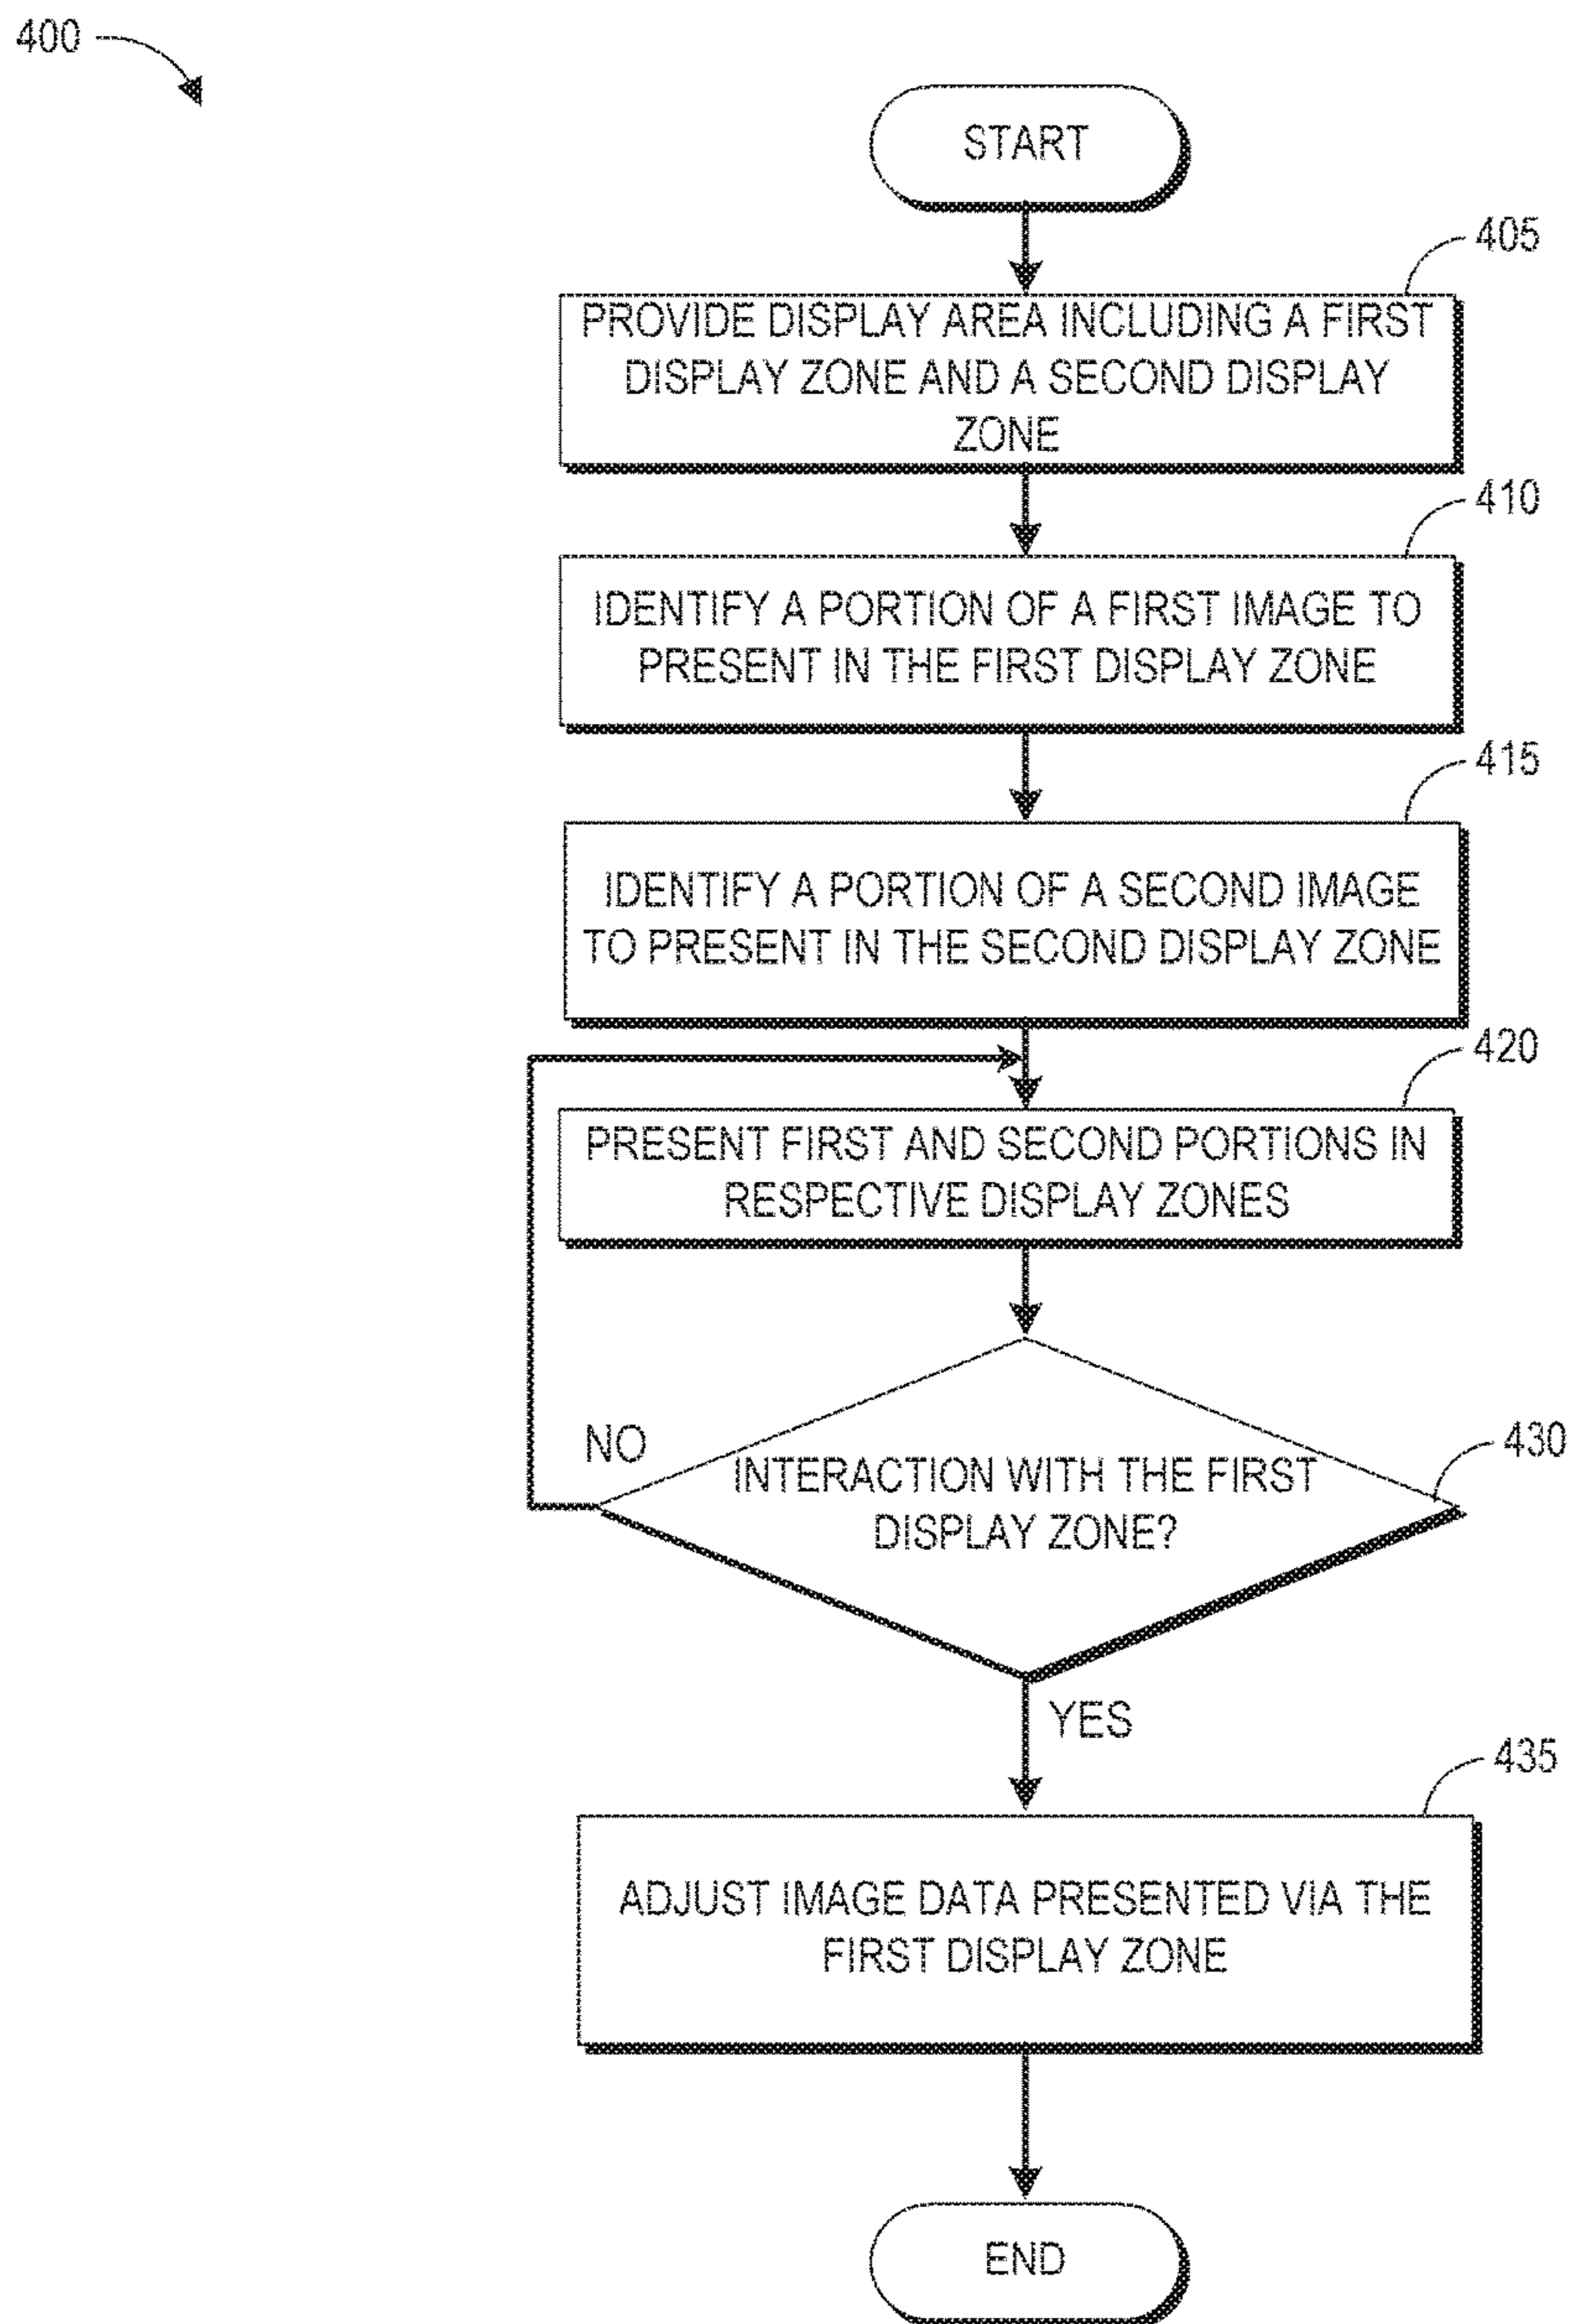 400
START
405
PROVIDE DISPLAY AREA INCLUDING A FIRST
DISPLAY ZONE AND A SECOND DISPLAY
ZONE
410
IDENTIFY A PORTION OF A FIRST IMAGE TO
PRESENT IN THE FIRST DISPLAY ZONE
415
IDENTIFY A PORTION OF A SECOND IMAGE
TO PRESENT IN THE SECOND DISPLAY ZONE
420
PRESENT FIRST AND SECOND PORTIONS IN
RESPECTIVE DISPLAY ZONES
NO
430
INTERACTION WITH THE FIRST
DISPLAY ZONE?
YES
435
ADJUST IMAGE DATA PRESENTED VIA THE
FIRST DISPLAY ZONE
END